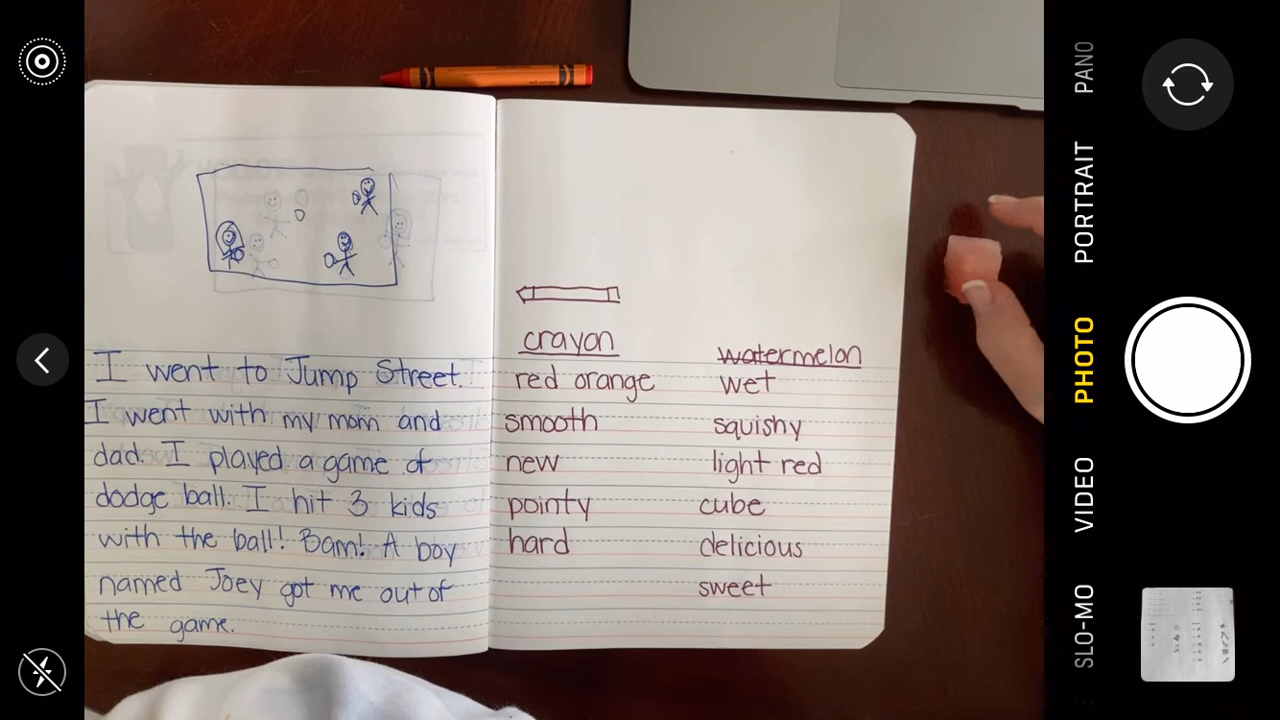 I went to Jump Street.
I went with my mom and
dad. I played a game of
dodge ball. I hit 3 kids
with the ball! Bam! A boy
named Joey got me out of
the game.
crayon
red orange
smooth
new
pointy
hard
watermelon
wet
squishy
light red
cube
delicious
sweet
PANO
PORTRAIT
PHOTO
VIDEO
SLO-MO